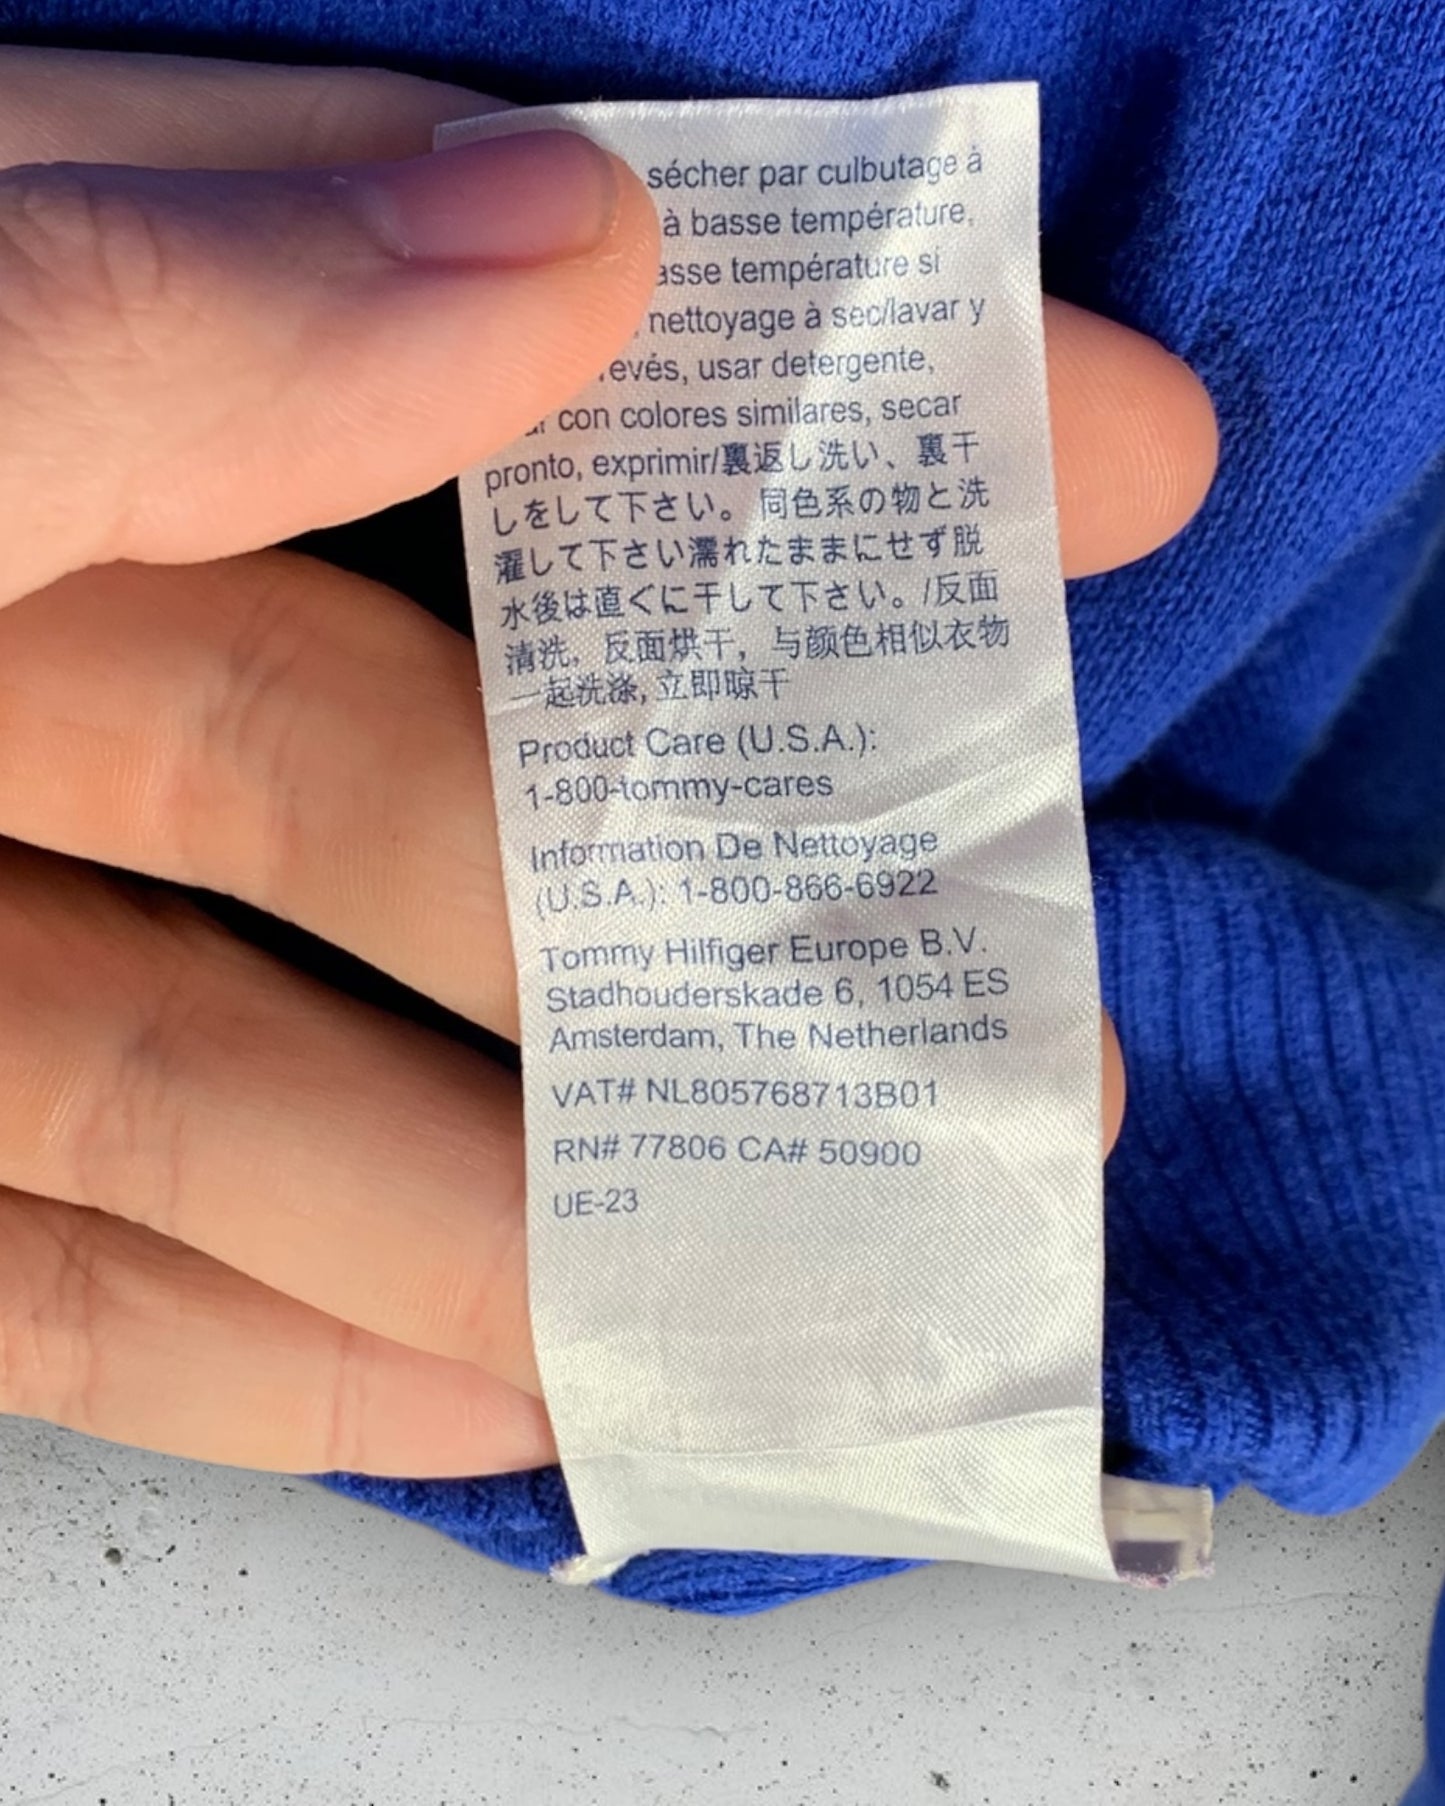 sécher par culbutage à
à basse température,
température si
nettoyage à sec/lavar y
usar detergente,
con colores similares, secar
pronto, exprimir/裏返し洗い、裏干
しをして下さい。 同色系の物と洗
濯して下さい濡れたままにせず脱
水後は直ぐに干して下さい。/反面
清洗，反面烘干，与颜色相似衣物
一起洗涤, 立即晾干
Product Care (U.S.A.):
1-800-tommy-cares
Information De Nettoyage
(U.S.A.): 1-800-866-6922
Tommy Hilfiger Europe B.V.
Stadhouderskade 6, 1054 ES
Amsterdam, The Netherlands
VAT# NL805768713B01
RN# 77806 CA# 50900
UE-23